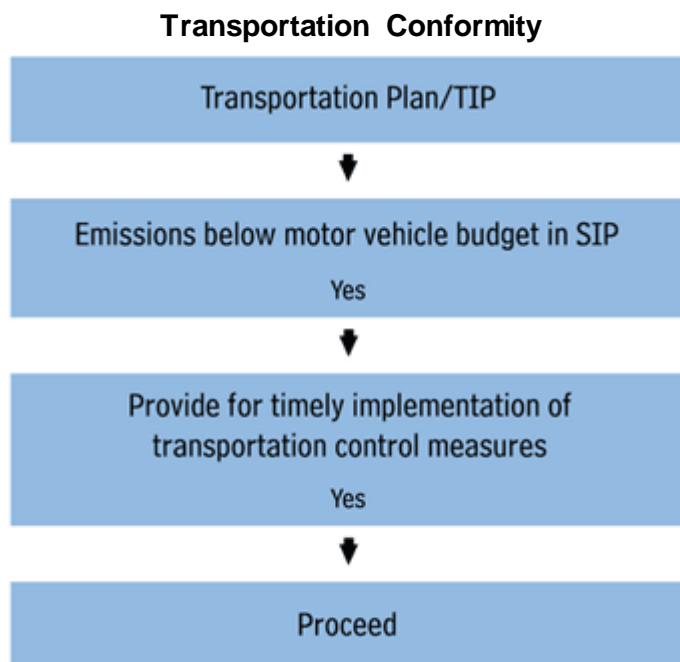 Transportation Conformity
Transportation Plan/TIP
Emissions below motor vehicle budget in SIP
Yes
Provide for timely implementation of
transportation control measures
Yes
Proceed